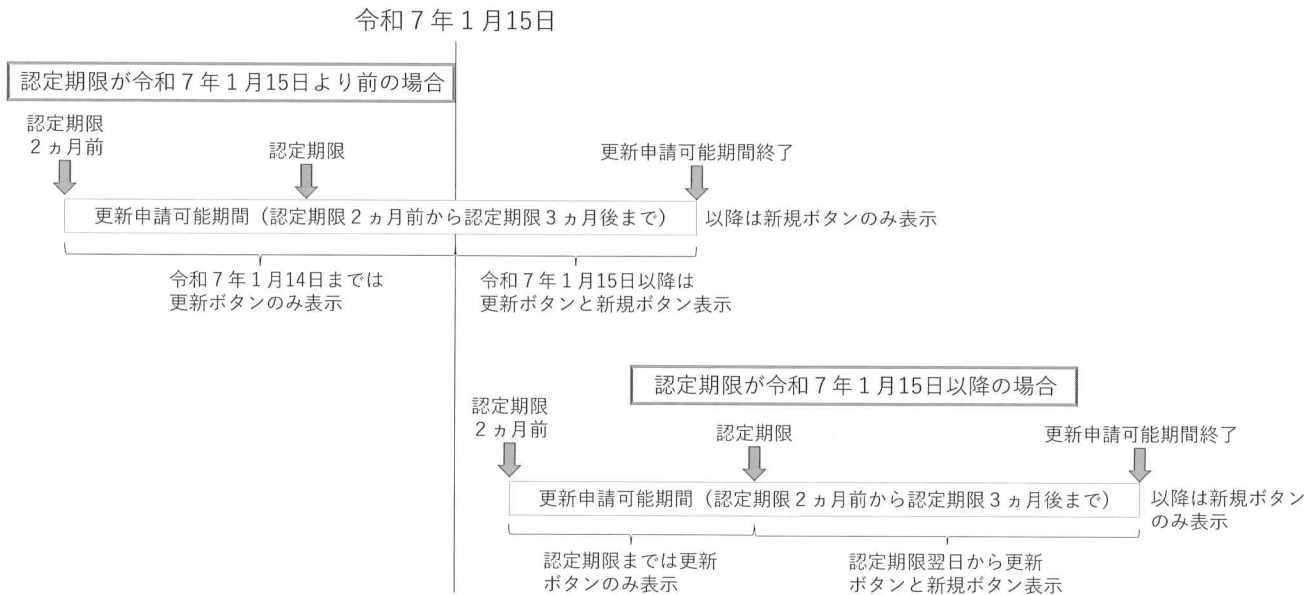 令和７年１月15日
認定期限が令和７年１月15日より前の場合
認定期限
２ヵ月前
認定期限
更新申請可能期間終了
更新申請可能期間（認定期限２ヵ月前から認定期限３ヵ月後まで）
以降は新規ボタンのみ表示
令和７年１月14日までは
更新ボタンのみ表示
令和７年１月15日以降は
更新ボタンと新規ボタン表示
認定期限が令和７年１月15日以降の場合
認定期限
２ヵ月前
認定期限
更新申請可能期間終了
更新申請可能期間（認定期限２ヵ月前から認定期限３ヵ月後まで）
以降は新規ボタン
のみ表示
認定期限までは更新
ボタンのみ表示
認定期限翌日から更新
ボタンと新規ボタン表示